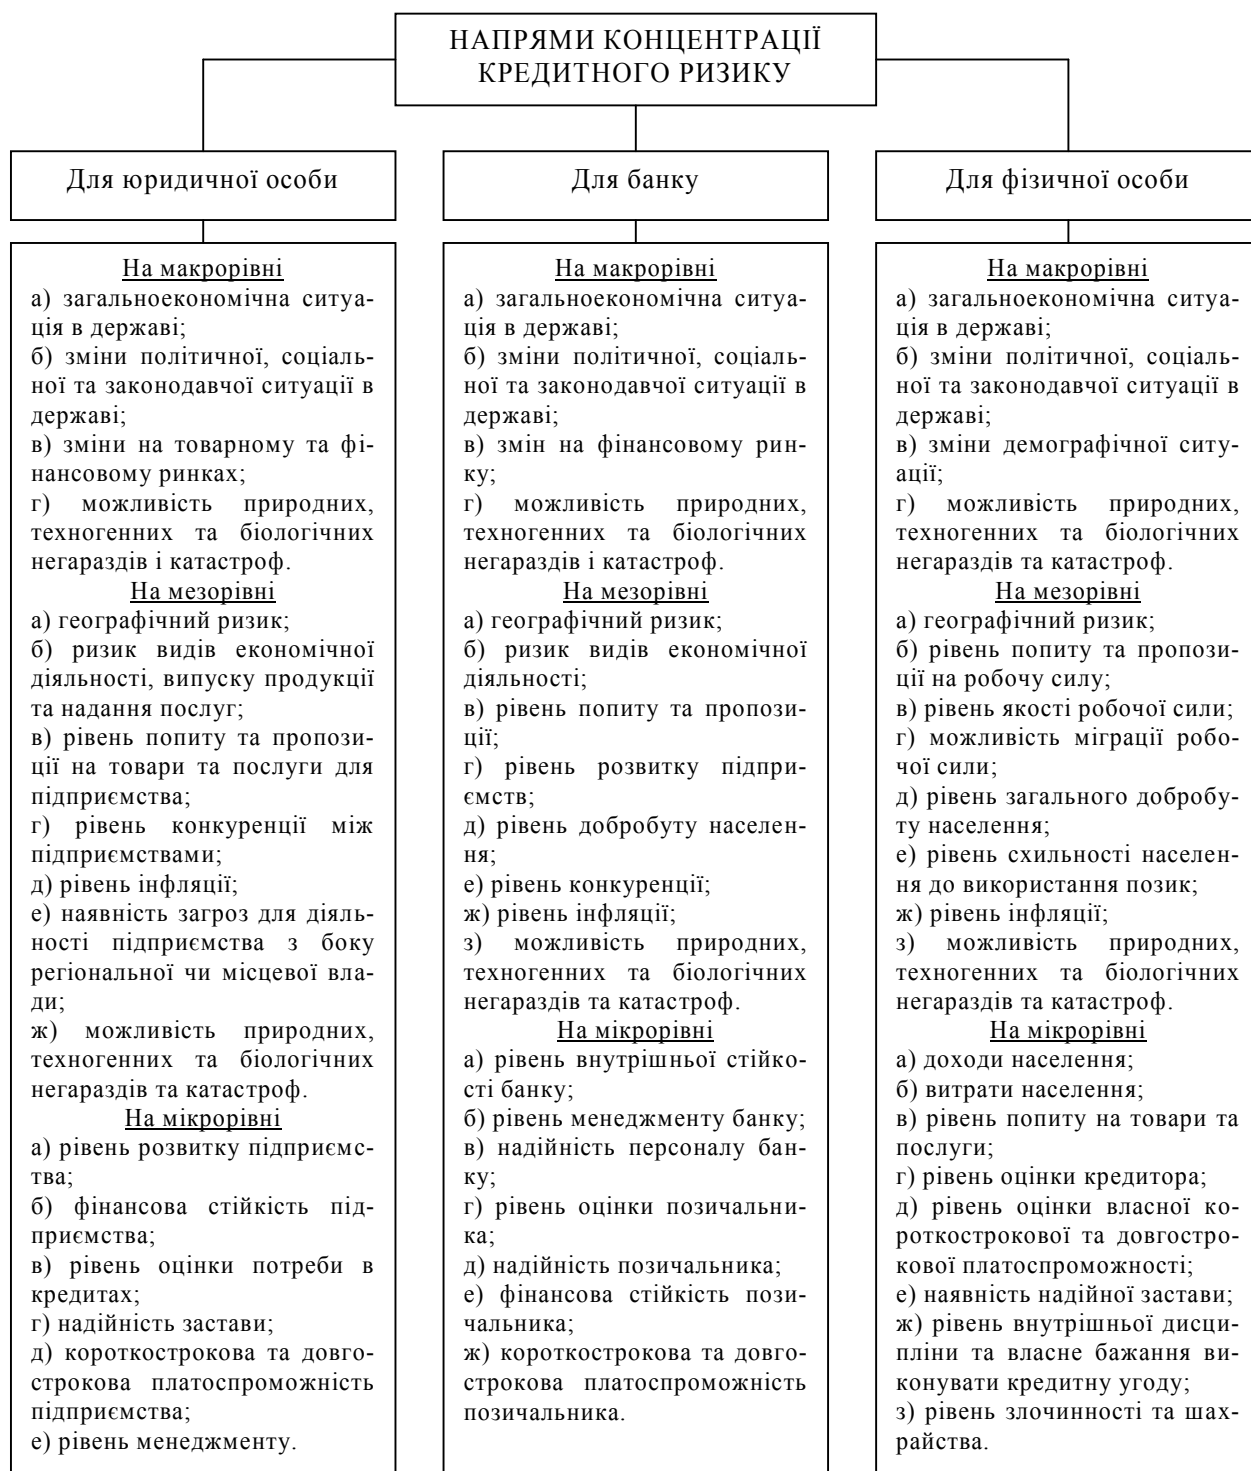 НАПРЯМИ КОНЦЕНТРАЦІЇ
КРЕДИТНОГО РИЗИКУ
Для юридичної особи
На макрорівні
а) загальноекономічна ситуа-
ція в державі;
б) зміни політичної, соціаль-
ної та законодавчої ситуації в
державі;
в) зміни на товарному та фі-
нансовому ринках;
г) можливість природних,
техногенних та біологічних
негараздів і катастроф.
На мезорівні
а) географічний ризик;
б) ризик видів економічної
діяльності, випуску продукції
та надання послуг;
в) рівень попиту та пропози-
ції на товари та послуги для
підприємства;
г) рівень конкуренції між
підприємствами;
д) рівень інфляції;
е) наявність загроз для діяль-
ності підприємства з боку
регіональної чи місцевої вла-
ди;
ж) можливість природних,
техногенних та біологічних
негараздів та катастроф.
На мікрорівні
а) рівень розвитку підприємс-
тва;
б) фінансова стійкість під-
приємства;
в) рівень оцінки потреби в
кредитах;
г) надійність застави;
д) короткострокова та довго-
строкова платоспроможність
підприємства;
е) рівень менеджменту.
Для банку
На макрорівні
а) загальноекономічна ситуа-
ція в державі;
б) зміни політичної, соціаль-
ної та законодавчої ситуації в
державі;
в) змін на фінансовому рин-
ку;
г) можливість природних,
техногенних та біологічних
негараздів і катастроф.
На мезорівні
а) географічний ризик;
б) ризик видів економічної
діяльності;
в) рівень попиту та пропози-
ції;
г) рівень розвитку підпри-
ємств;
д) рівень добробуту населен-
ня;
е) рівень конкуренції;
ж) рівень інфляції;
з) можливість природних,
техногенних та біологічних
негараздів та катастроф.
На мікрорівні
а) рівень внутрішньої стійко-
сті банку;
б) рівень менеджменту банку;
в) надійність персоналу бан-
ку;
г) рівень оцінки позичальни-
ка;
д) надійність позичальника;
е) фінансова стійкість пози-
чальника;
ж) короткострокова та довго-
строкова платоспроможність
позичальника.
Для фізичної особи
На макрорівні
а) загальноекономічна ситуа-
ція в державі;
б) зміни політичної, соціаль-
ної та законодавчої ситуації в
державі;
в) зміни демографічної ситу-
ації;
г) можливість природних,
техногенних та біологічних
негараздів та катастроф.
На мезорівні
а) географічний ризик;
б) рівень попиту та пропози-
ції на робочу силу;
в) рівень якості робочої сили;
г) можливість міграції робо-
чої сили;
д) рівень загального добробу-
ту населення;
е) рівень схильності населен-
ня до використання позик;
ж) рівень інфляції;
з) можливість природних,
техногенних та біологічних
негараздів та катастроф.
На мікрорівні
а) доходи населення;
б) витрати населення;
в) рівень попиту на товари та
послуги;
г) рівень оцінки кредитора;
д) рівень оцінки власної ко-
роткострокової та довгостро-
кової платоспроможності;
е) наявність надійної застави;
ж) рівень внутрішньої дисци-
пліни та власне бажання ви-
конувати кредитну угоду;
з) рівень злочинності та шах-
райства.